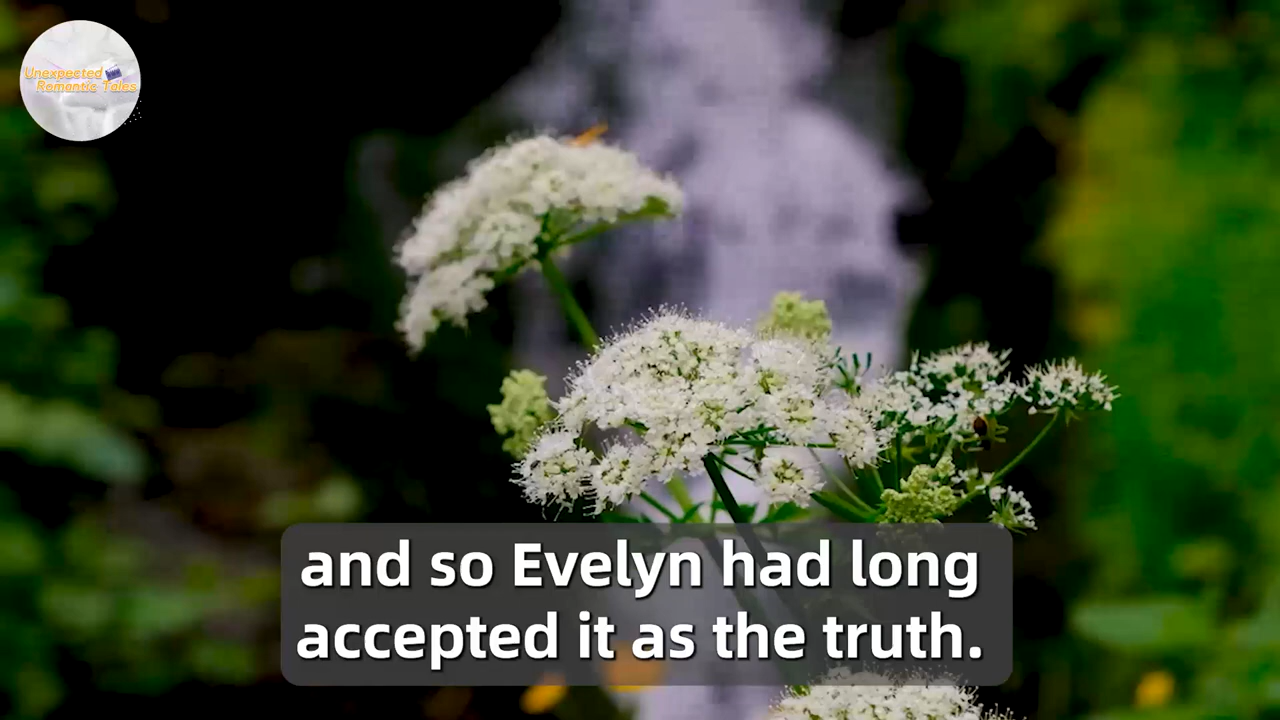 Unexpected
Romantic Tales
and so Evelyn had long
accepted it as the truth.